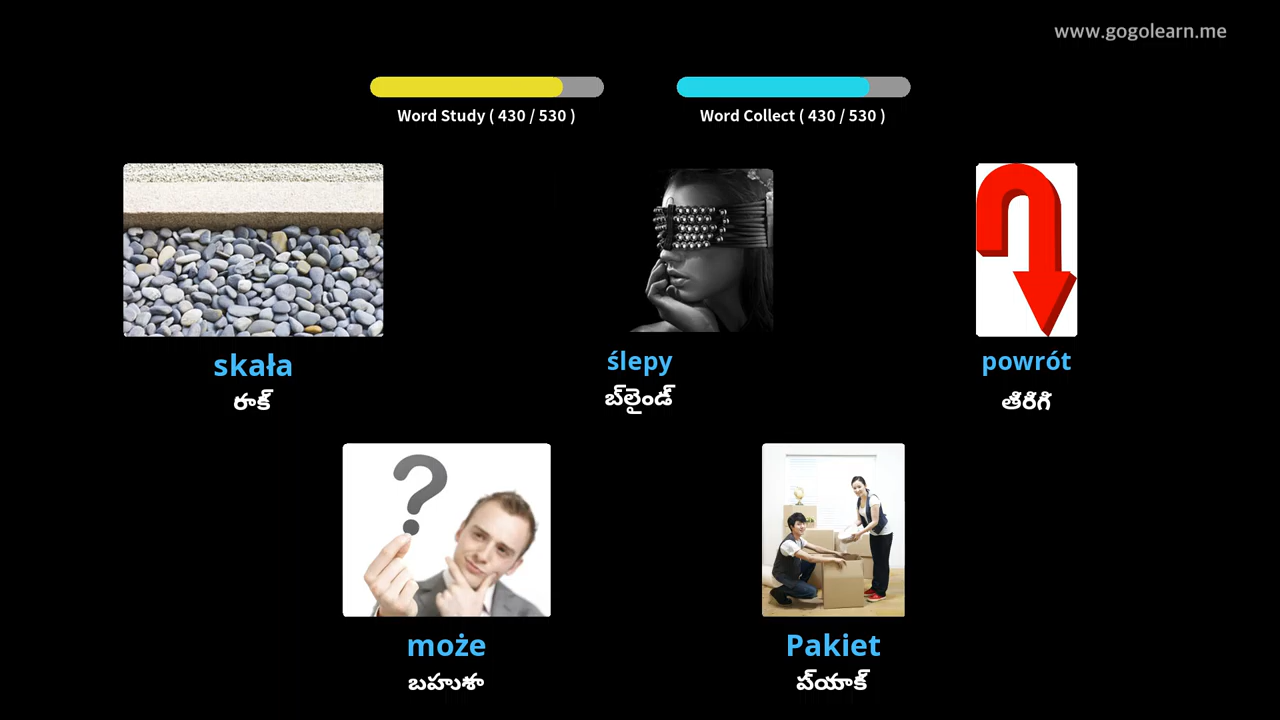 www.gogolearn.me
Word Study ( 430 / 530 )
Word Collect ( 430 / 530 )
skała
రాక్
ślepy
బ్లైండ్
powrót
తిరిగి
może
బహుశా
Pakiet
ప్యాక్